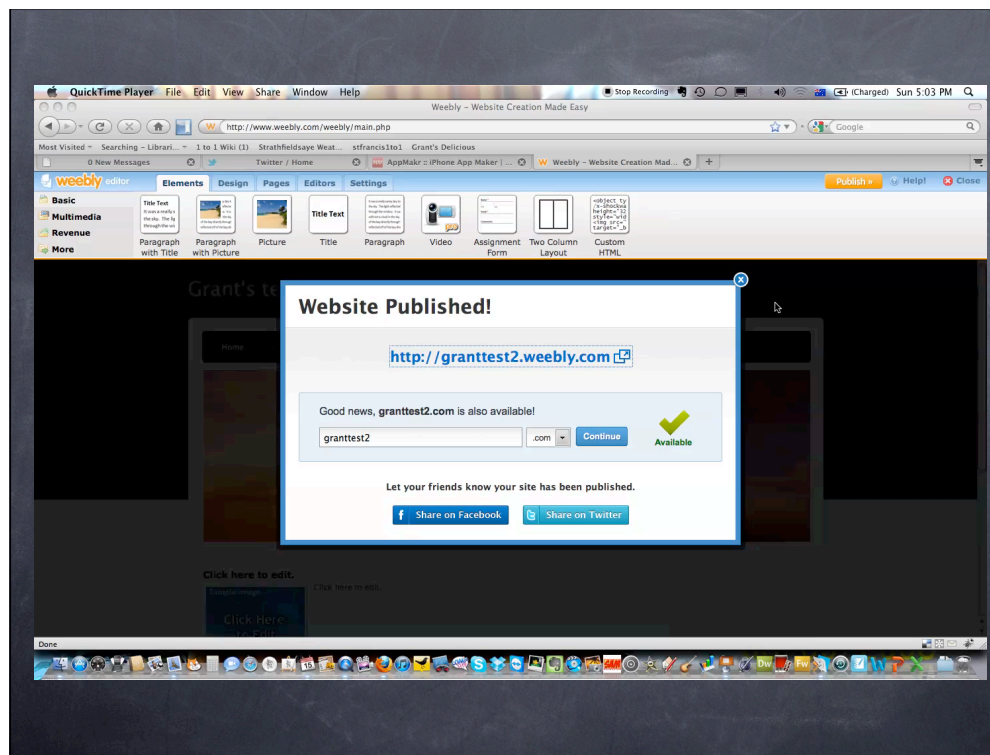 QuickTime Player File Edit View Share Window Help Stop Recording (Charged) Sun 5:03 PM
Weebly – Website Creation Made Easy
http://www.weebly.com/weebly/main.php Google
Most Visited Searching – Librari... 1 to 1 Wiki (1) Strathfieldsaye Weat... stfrancis1to1 Grant's Delicious
0 New Messages Twitter / Home AppMakr :: iPhone App Maker | ... Weebly – Website Creation Mad...
weebly editor Elements Design Pages Editors Settings Publish » Help! Close
Basic
Multimedia
Revenue
More
Title Text
Title Text
Paragraph with Title
Paragraph with Picture
Picture
Title
Paragraph
Video
Assignment Form
Two Column Layout
Custom HTML
Grant's te
Home
Website Published!
http://granttest2.weebly.com
Good news, granttest2.com is also available!
granttest2 .com Continue Available
Let your friends know your site has been published.
f Share on Facebook t Share on Twitter
Click here to edit.
Click here to edit.
Click Here
to Edit
Done